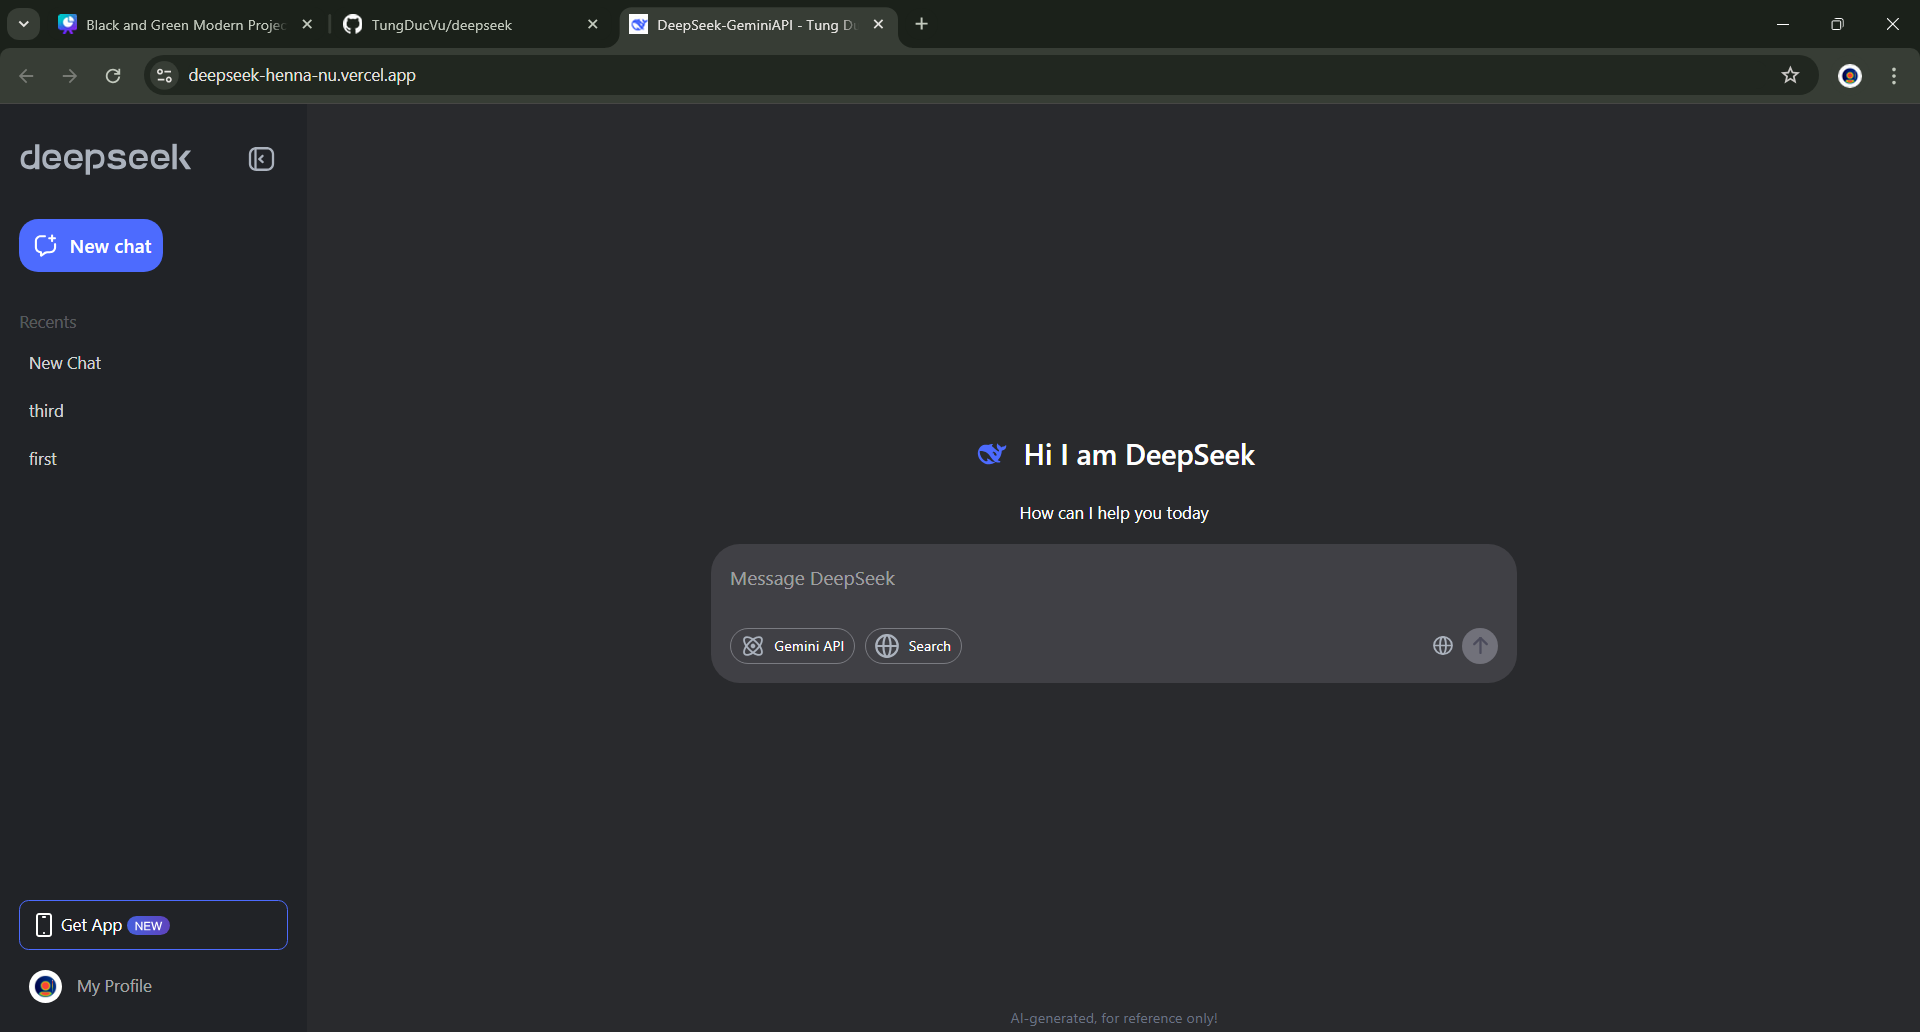 Black and Green Modern Projec
TungDucVu/deepseek
DeepSeek-GeminiAPI - Tung Du
deepseek-henna-nu.vercel.app
deepseek
New chat
Recents
New Chat
third
first
Hi I am DeepSeek
How can I help you today
Message DeepSeek
Gemini API
Search
Get App NEW
My Profile
AI-generated, for reference only!